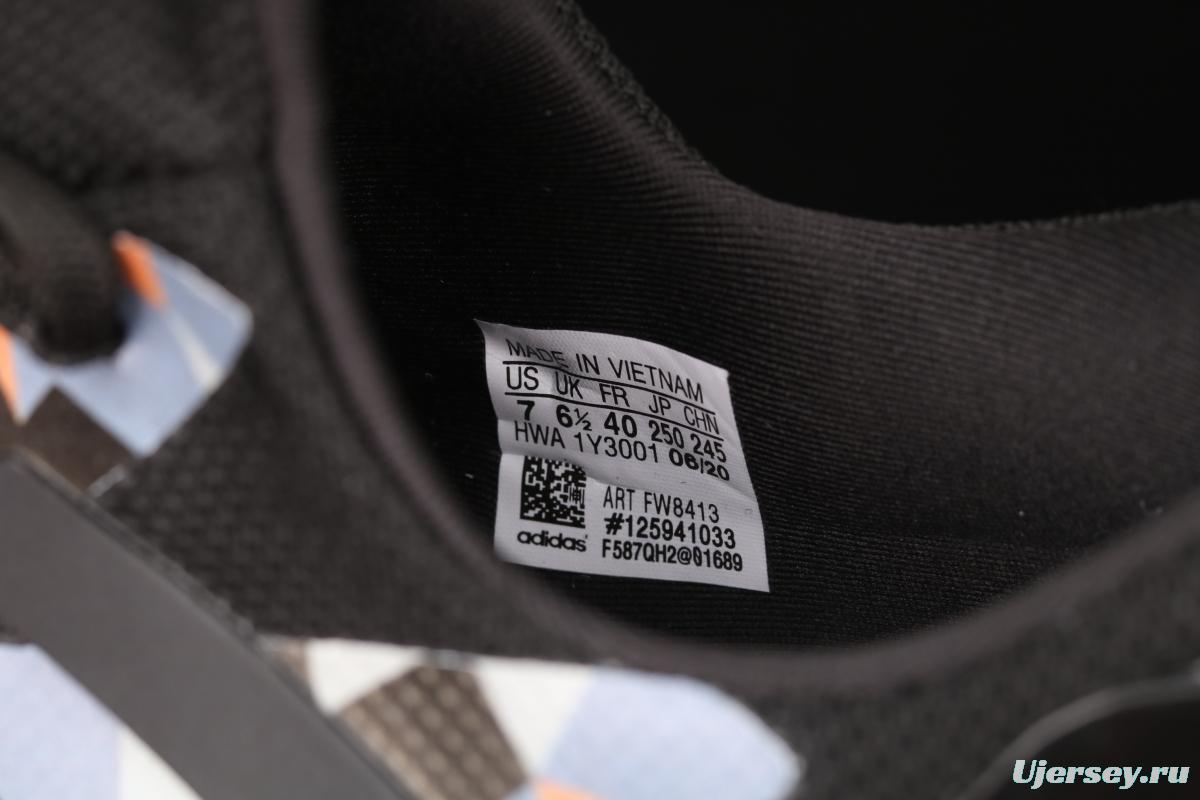 MADE IN VIETNAM
US UK FR JP CHN
7 6½ 40 250 245
HWA 1Y3001 06/20
ART FW8413
#125941033
adidas F587QH2@01689
Ujersey.ru